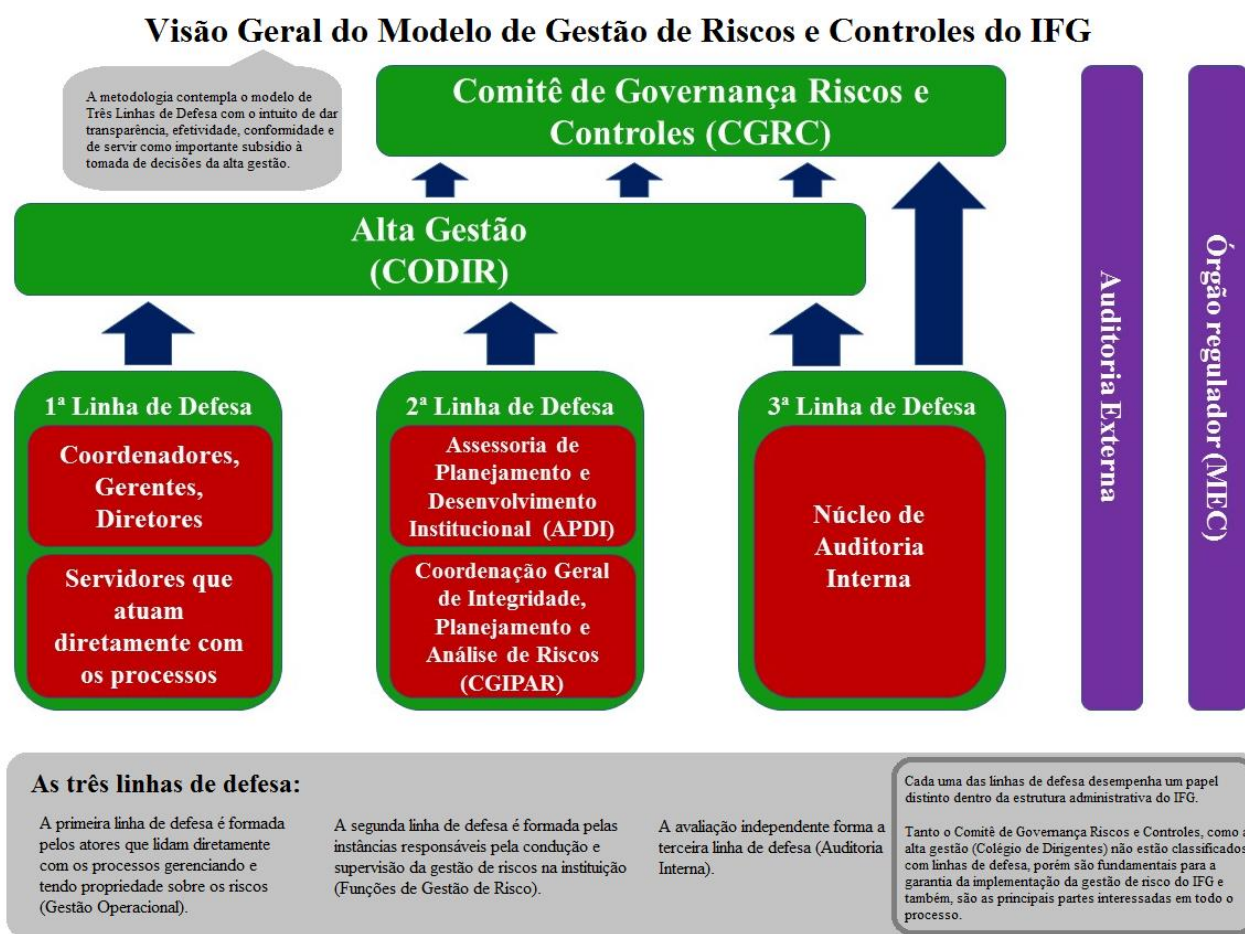 Visão Geral do Modelo de Gestão de Riscos e Controles do IFG
A metodologia contempla o modelo de
Três Linhas de Defesa com o intuito de dar
transparência, efetividade, conformidade e
de servir como importante subsídio à
tomada de decisões da alta gestão.
Comitê de Governança Riscos e
Controles (CGRC)
Alta Gestão
(CODIR)
1ª Linha de Defesa
Coordenadores,
Gerentes,
Diretores
Servidores que
atuam
diretamente com
os processos
2ª Linha de Defesa
Assessoria de
Planejamento e
Desenvolvimento
Institucional (APDI)
Coordenação Geral
de Integridade,
Planejamento e
Análise de Riscos
(CGIPAR)
3ª Linha de Defesa
Núcleo de
Auditoria
Interna
Auditoria Externa
Órgão regulador (MEC)
As três linhas de defesa:
A primeira linha de defesa é formada
pelos atores que lidam diretamente
com os processos gerenciando e
tendo propriedade sobre os riscos
(Gestão Operacional).
A segunda linha de defesa é formada pelas
instâncias responsáveis pela condução e
supervisão da gestão de riscos na instituição
(Funções de Gestão de Risco).
A avaliação independente forma a
terceira linha de defesa (Auditoria
Interna).
Cada uma das linhas de defesa desempenha um papel
distinto dentro da estrutura administrativa do IFG.
Tanto o Comitê de Governança Riscos e Controles, como a
alta gestão (Colégio de Dirigentes) não estão classificados
com linhas de defesa, porém são fundamentais para a
garantia da implementação da gestão de risco do IFG e
também, são as principais partes interessadas em todo o
processo.